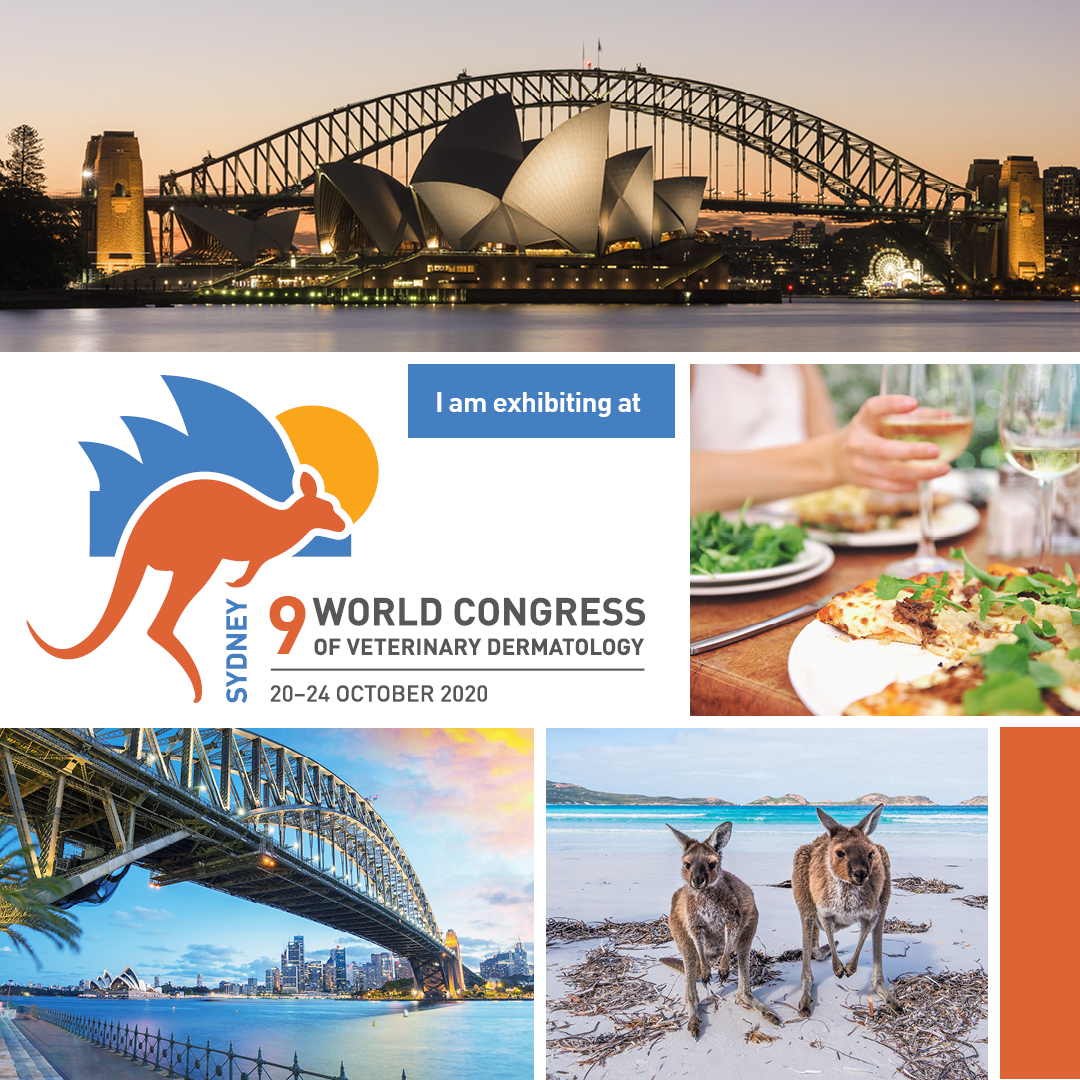 I am exhibiting at
SYDNEY
9 WORLD CONGRESS
OF VETERINARY DERMATOLOGY
20–24 OCTOBER 2020